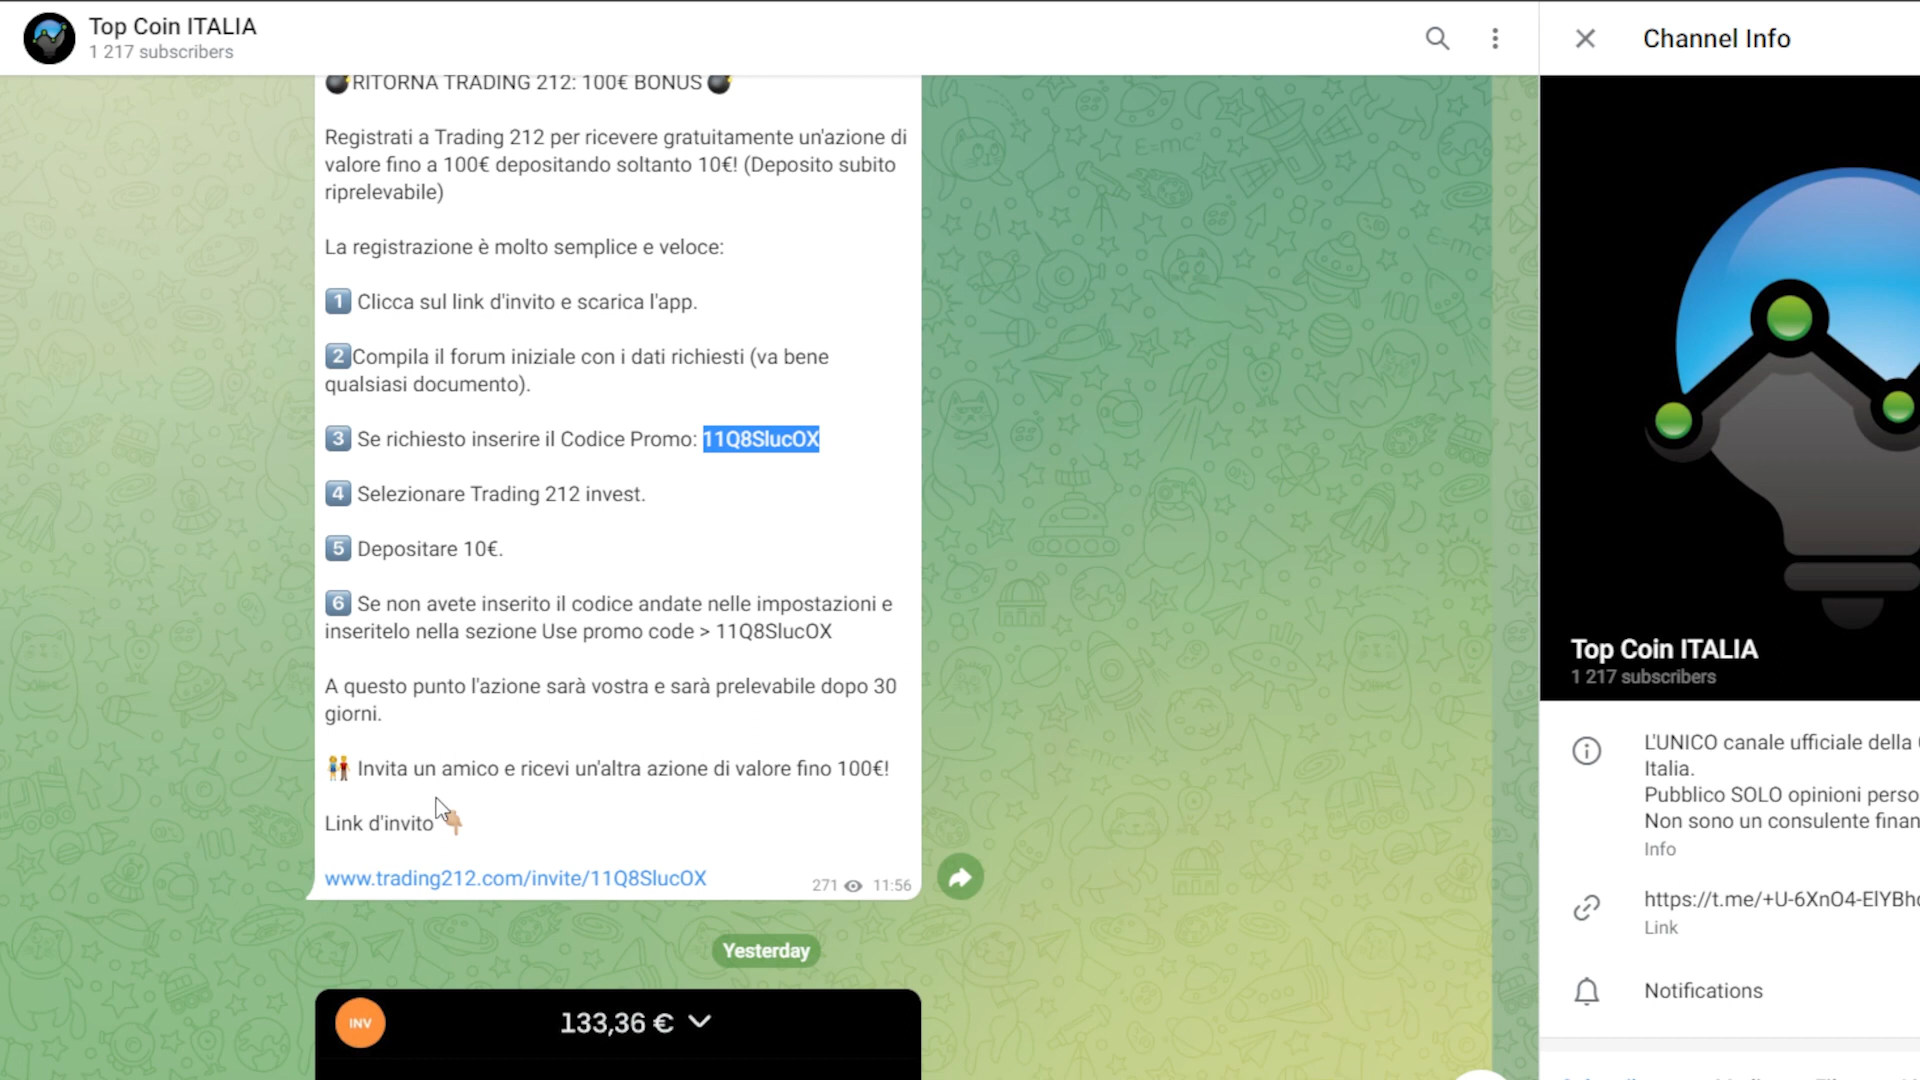 Top Coin ITALIA
1 217 subscribers
Channel Info
RITORNA TRADING 212: 100€ BONUS
Registrati a Trading 212 per ricevere gratuitamente un'azione di
valore fino a 100€ depositando soltanto 10€! (Deposito subito
riprelevabile)
La registrazione è molto semplice e veloce:
1 Clicca sul link d'invito e scarica l'app.
2 Compila il forum iniziale con i dati richiesti (va bene
qualsiasi documento).
3 Se richiesto inserire il Codice Promo: 11Q8SlucOX
4 Selezionare Trading 212 invest.
5 Depositare 10€.
6 Se non avete inserito il codice andate nelle impostazioni e
inseritelo nella sezione Use promo code > 11Q8SlucOX
A questo punto l'azione sarà vostra e sarà prelevabile dopo 30
giorni.
Invita un amico e ricevi un'altra azione di valore fino 100€!
Link d'invito
www.trading212.com/invite/11Q8SlucOX
271 11:56
Yesterday
INV
133,36 €
Top Coin ITALIA
1 217 subscribers
L'UNICO canale ufficiale della
Italia.
Pubblico SOLO opinioni perso
Non sono un consulente finan
Info
https://t.me/+U-6XnO4-ElYBh
Link
Notifications